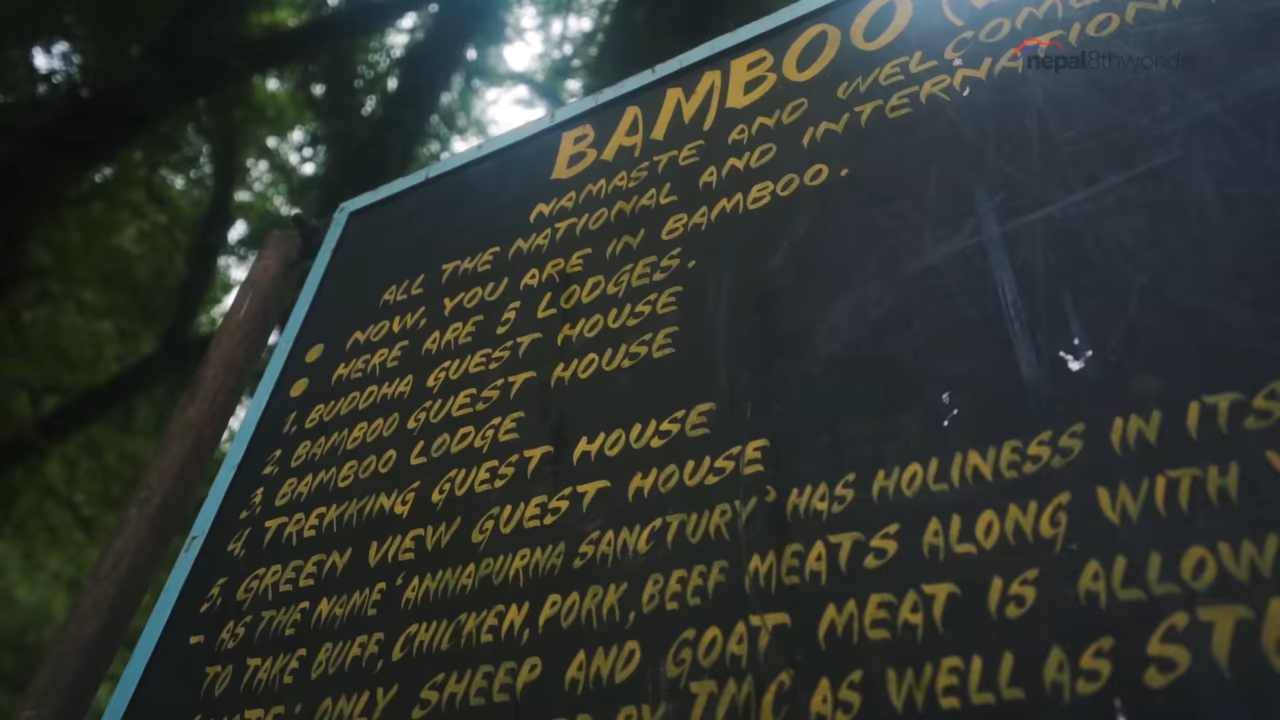 BAMBOO
NAMASTE AND WELCOME
ALL THE NATIONAL AND INTERNATIONA
NOW, YOU ARE IN BAMBOO.
HERE ARE 5 LODGES.
1. BUDDHA GUEST HOUSE
2, BAMBOO GUEST HOUSE
3, BAMBOO LODGE
4, TREKKING GUEST HOUSE
5, GREEN VIEW GUEST HOUSE
- AS THE NAME 'ANNAPURNA SANCTURY' HAS HOLINESS IN ITS
TO TAKE BUFF, CHICKEN, PORK, BEEF MEATS ALONG WITH
ONLY SHEEP AND GOAT MEAT IS ALLOW
BY TMC AS WELL AS
nepal8thwonder